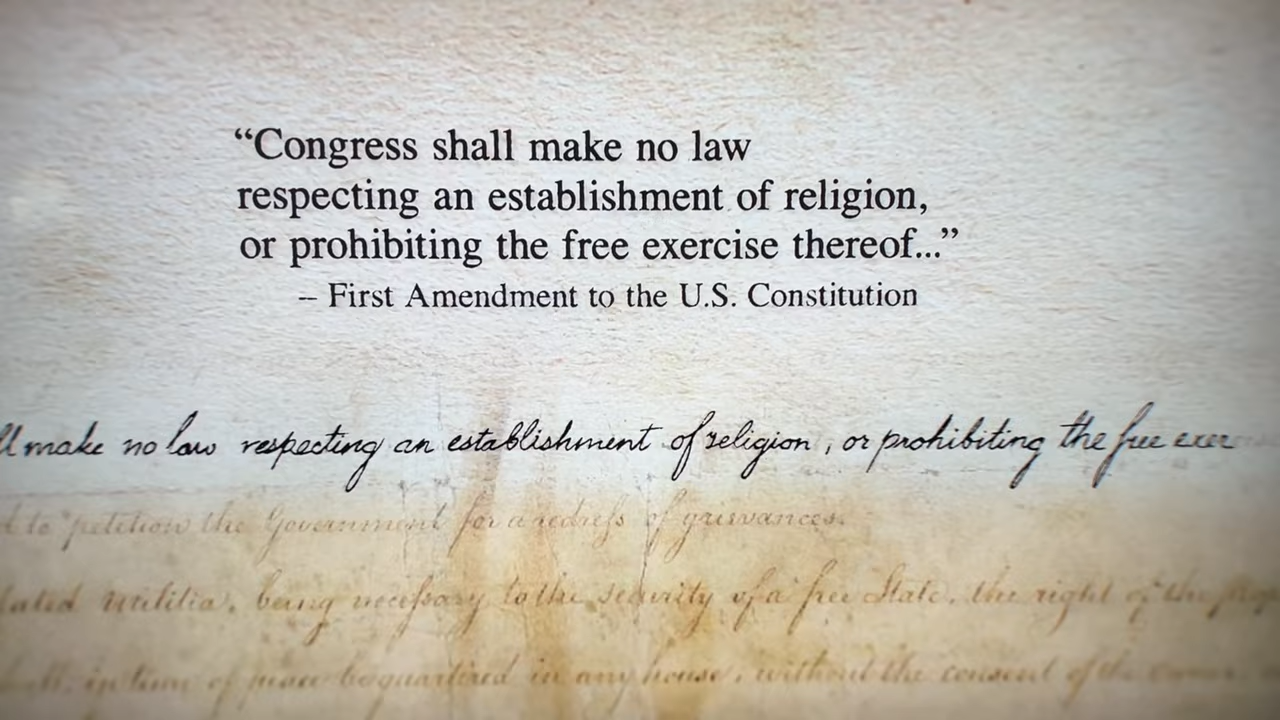 “Congress shall make no law
respecting an establishment of religion,
or prohibiting the free exercise thereof...”
– First Amendment to the U.S. Constitution
ll make no law respecting an establishment of religion, or prohibiting the free exer
t to petition the Government for a redress of grievances.
lated Militia, being necessary to the security of a free State, the right of the
in time of peace be quartered in any house, without the consent of the